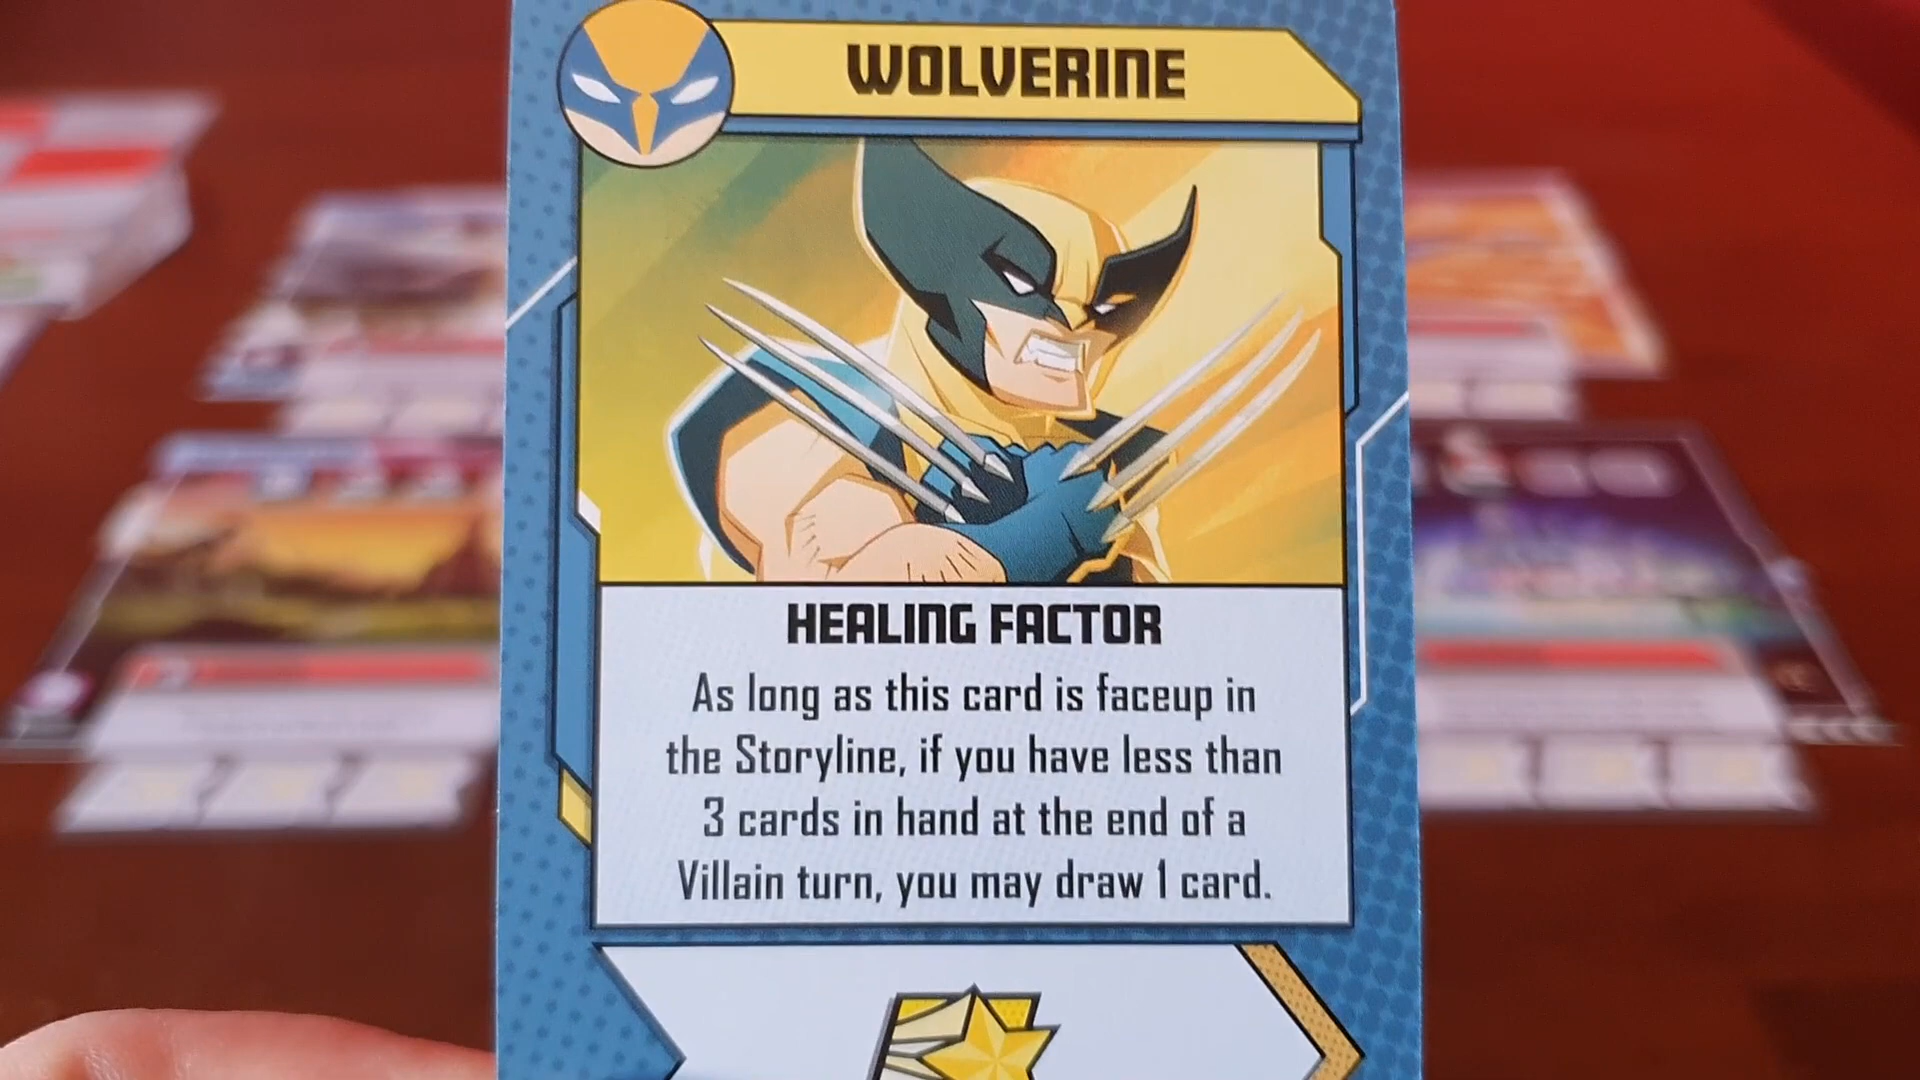 WOLVERINE
HEALING FACTOR
As long as this card is faceup in
the Storyline, if you have less than
3 cards in hand at the end of a
Villain turn, you may draw 1 card.